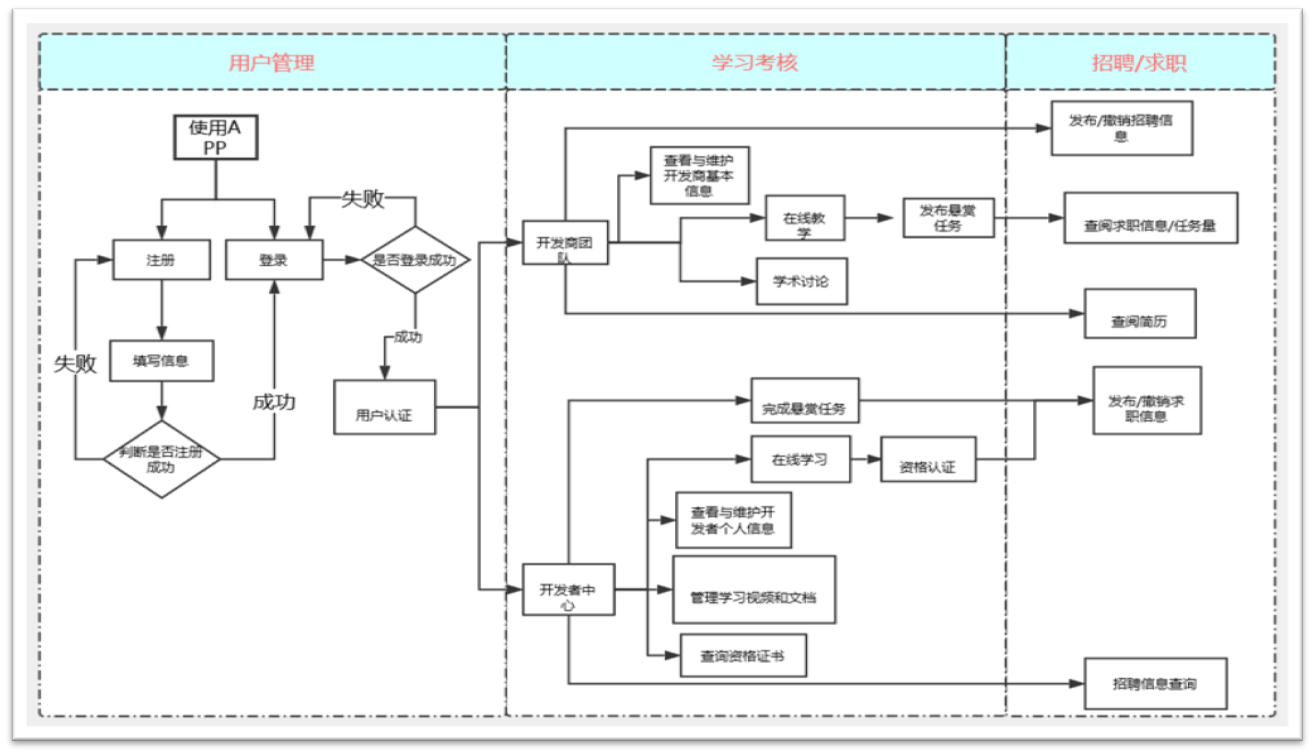 用户管理
学习考核
招聘/求职
使用A
PP
失败
注册
登录
是否登录成功
成功
填写信息
失败
成功
用户认证
判断是否注册
成功
发布/撤销招聘信
息
查看与维护
开发商基本
信息
在线教
学
发布悬赏
任务
查阅求职信息/任务量
开发商团
队
学术讨论
查阅简历
完成悬赏任务
发布/撤销求
职信息
在线学习
资格认证
查看与维护开
发者个人信息
开发者中
心
管理学习视频和文档
查询资格证书
招聘信息查询